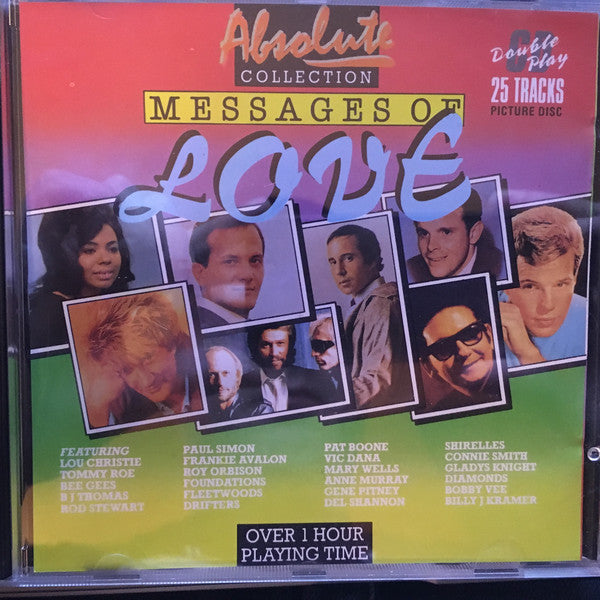 Absolute
COLLECTION
MESSAGES OF
LOVE
CD
Double
Play
25 TRACKS
PICTURE DISC
FEATURING
LOU CHRISTIE
TOMMY ROE
BEE GEES
B J THOMAS
ROD STEWART
PAUL SIMON
FRANKIE AVALON
ROY ORBISON
FOUNDATIONS
FLEETWOODS
DRIFTERS
PAT BOONE
VIC DANA
MARY WELLS
ANNE MURRAY
GENE PITNEY
DEL SHANNON
SHIRELLES
CONNIE SMITH
GLADYS KNIGHT
DIAMONDS
BOBBY VEE
BILLY J KRAMER
OVER 1 HOUR
PLAYING TIME